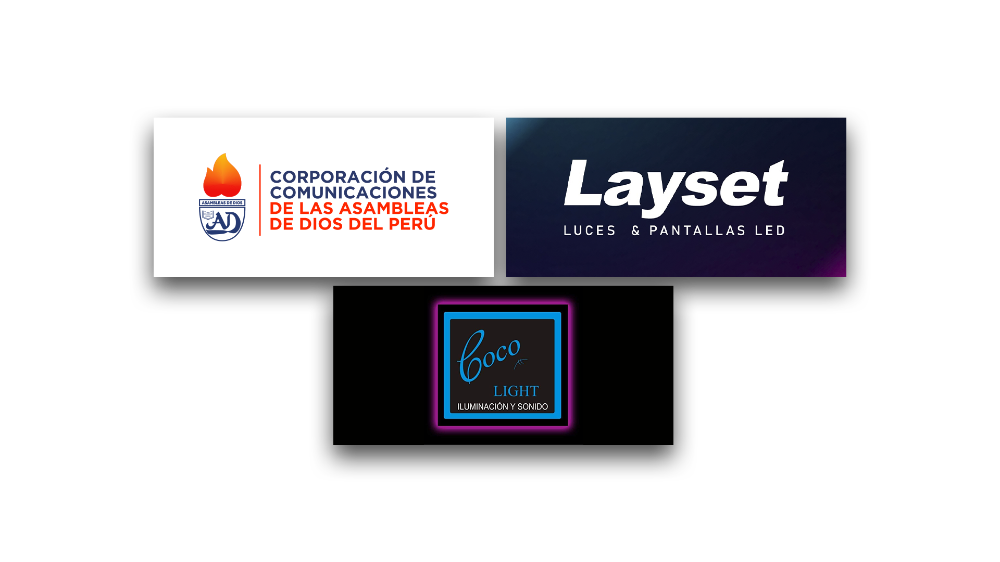 ASAMBLEAS DE DIOS
AD
CORPORACIÓN DE
COMUNICACIONES
DE LAS ASAMBLEAS
DE DIOS DEL PERÚ
Layset
LUCES & PANTALLAS LED
Coco
LIGHT
ILUMINACIÓN Y SONIDO